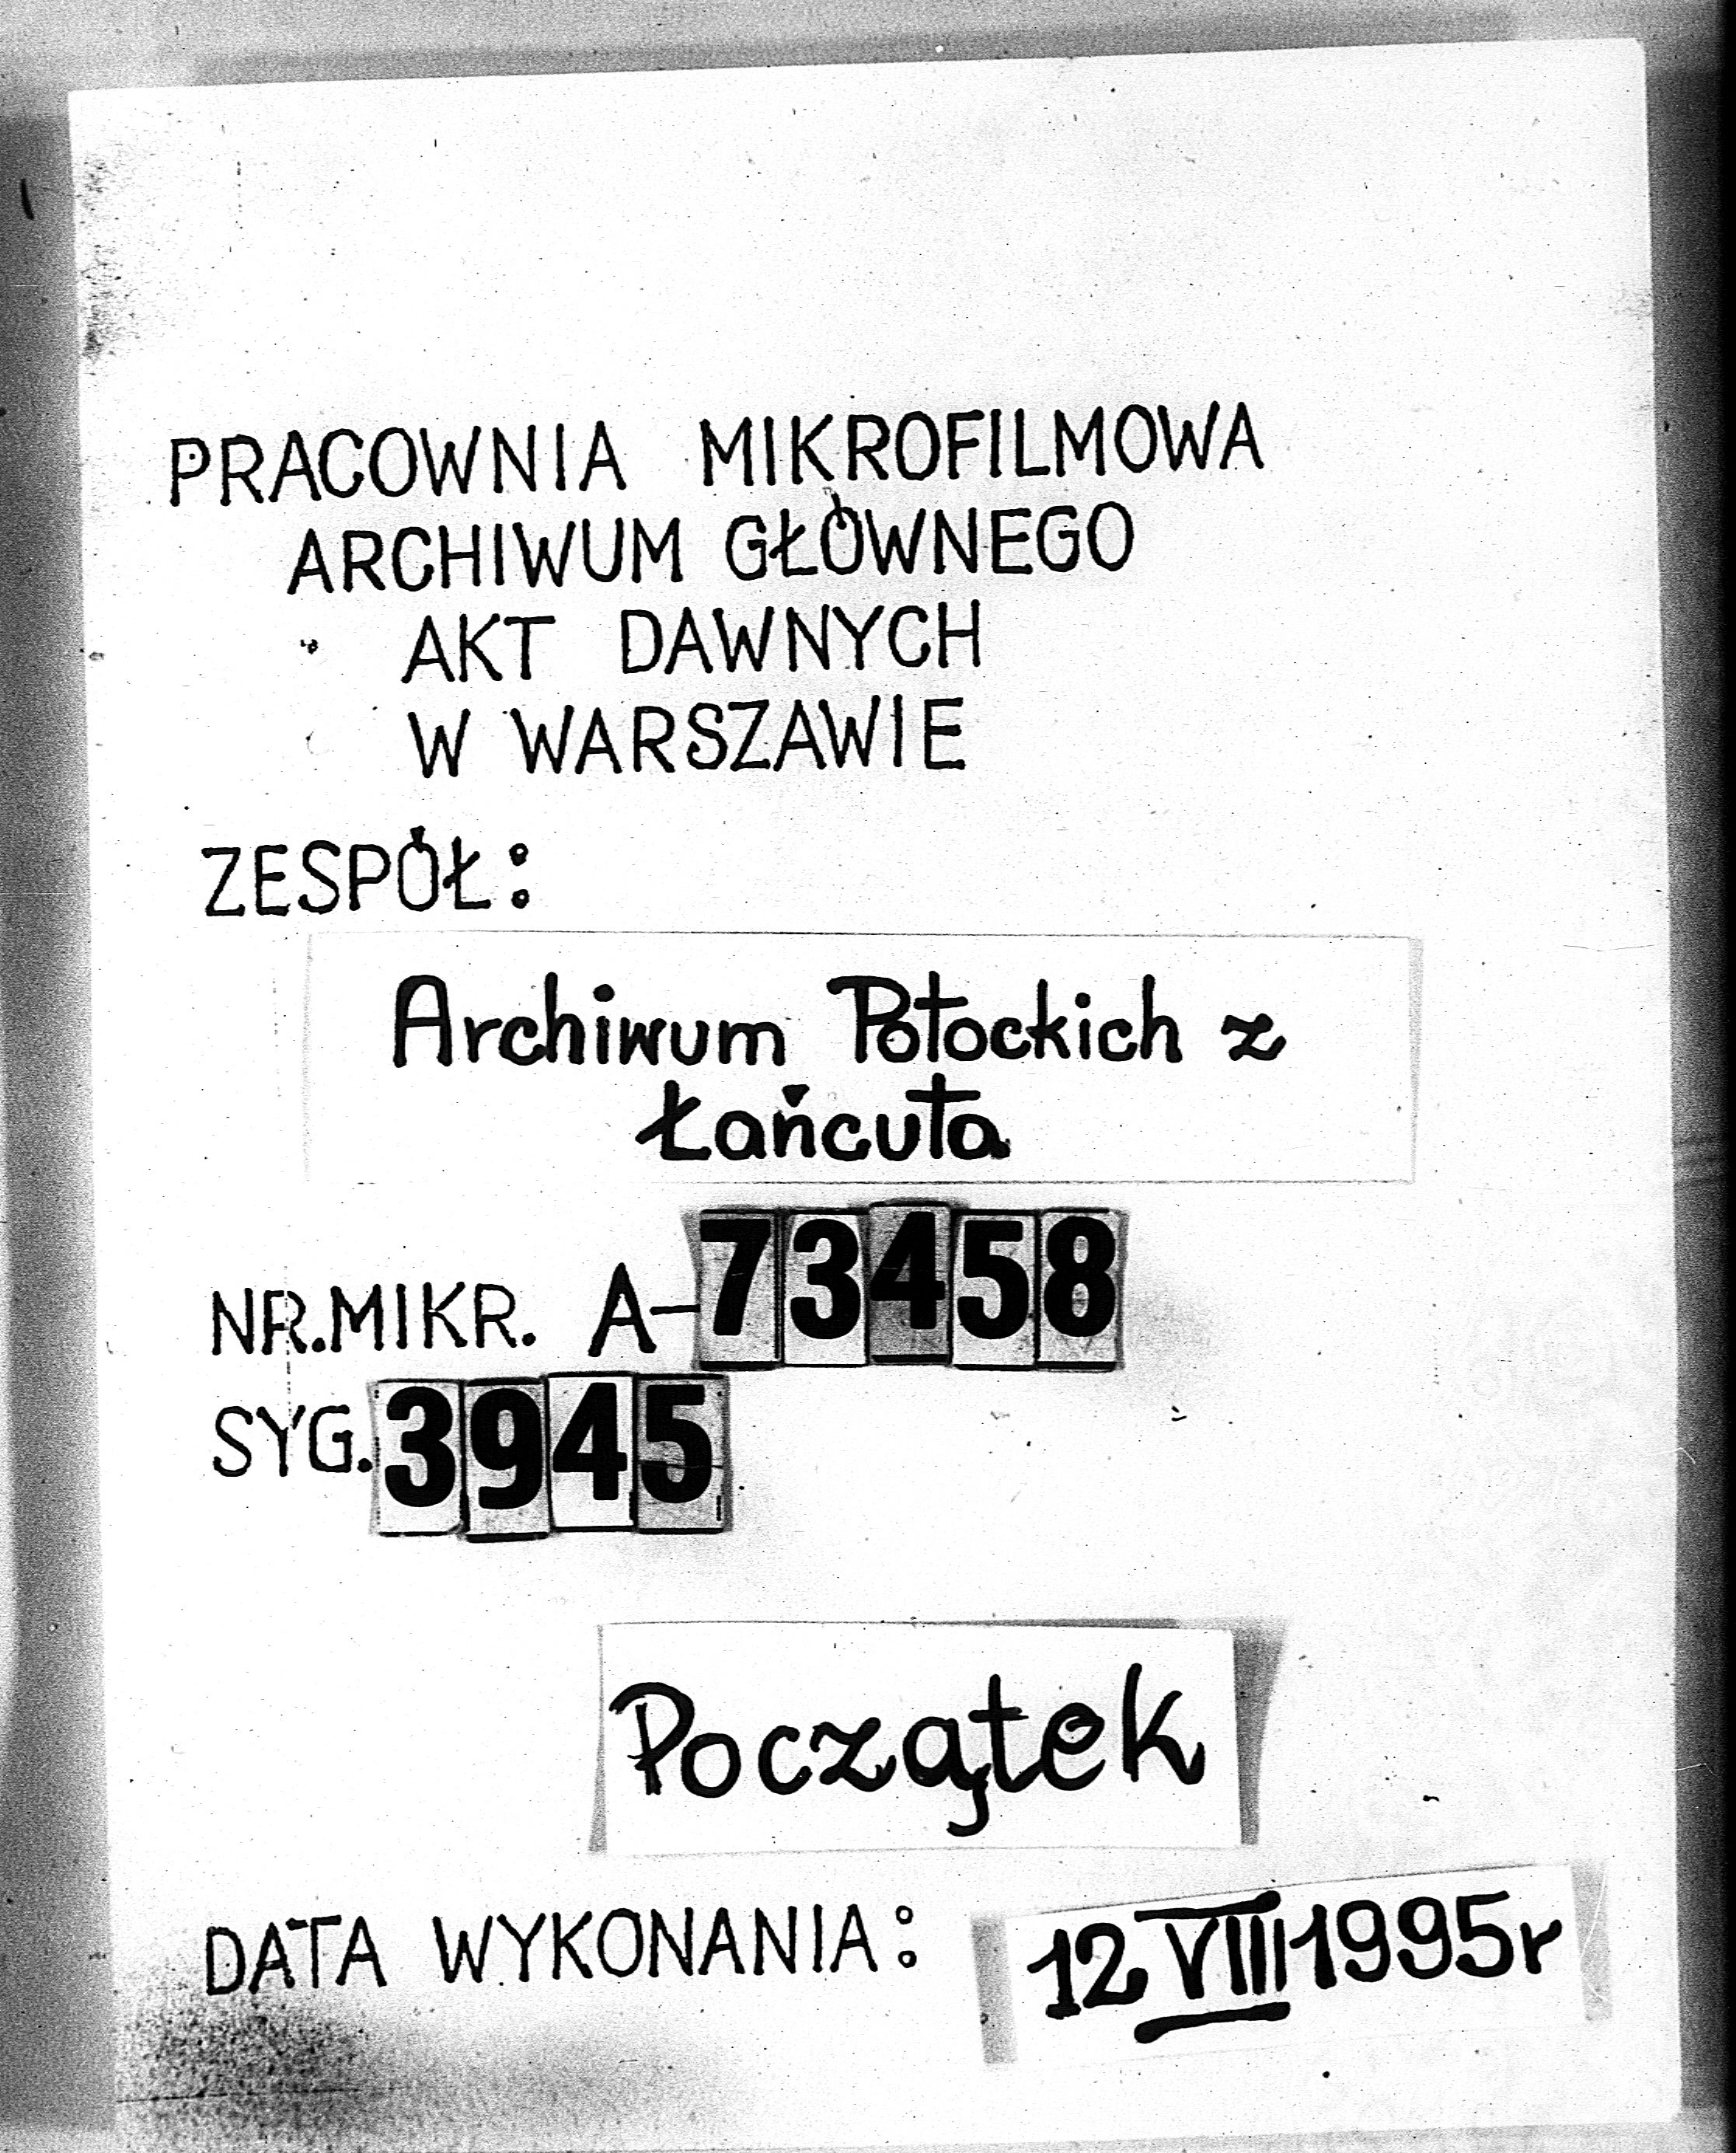 PRACOWNIA MIKROFILMOWA
ARCHIWUM GŁÓWNEGO
AKT DAWNYCH
W WARSZAWIE
ZESPÓŁ:
Archiwum Potockich z
Łańcuta
NR.MIKR. A-73458
SYG. 3945
Początek
DATA WYKONANIA: 12 VIII 1995r